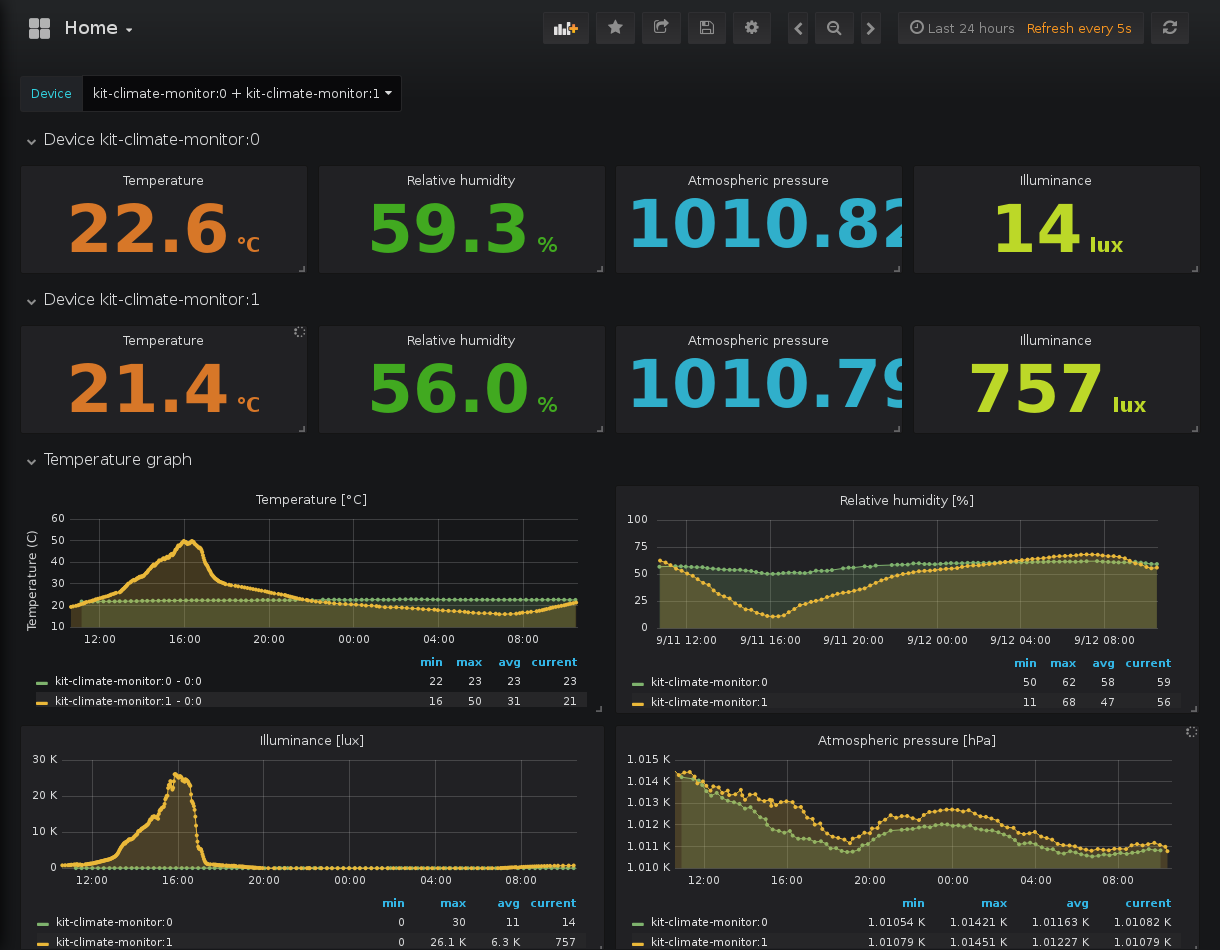 Home
Last 24 hours Refresh every 5s
Device kit-climate-monitor:0 + kit-climate-monitor:1
Device kit-climate-monitor:0
Temperature Relative humidity Atmospheric pressure Illuminance
22.6 °C 59.3 % 1010.82 14 lux
Device kit-climate-monitor:1
Temperature Relative humidity Atmospheric pressure Illuminance
21.4 °C 56.0 % 1010.79 757 lux
Temperature graph
Temperature [°C]
Temperature (C)
60
50
40
30
20
10
12:00 16:00 20:00 00:00 04:00 08:00
min max avg current
kit-climate-monitor:0 - 0:0 22 23 23 23
kit-climate-monitor:1 - 0:0 16 50 31 21
Relative humidity [%]
100
75
50
25
0
9/11 12:00 9/11 16:00 9/11 20:00 9/12 00:00 9/12 04:00 9/12 08:00
min max avg current
kit-climate-monitor:0 50 62 58 59
kit-climate-monitor:1 11 68 47 56
Illuminance [lux]
30 K
20 K
10 K
0
12:00 16:00 20:00 00:00 04:00 08:00
min max avg current
kit-climate-monitor:0 0 30 11 14
kit-climate-monitor:1 0 26.1 K 6.3 K 757
Atmospheric pressure [hPa]
1.015 K
1.014 K
1.013 K
1.012 K
1.011 K
1.010 K
12:00 16:00 20:00 00:00 04:00 08:00
min max avg current
kit-climate-monitor:0 1.01054 K 1.01421 K 1.01163 K 1.01082 K
kit-climate-monitor:1 1.01079 K 1.01451 K 1.01227 K 1.01079 K